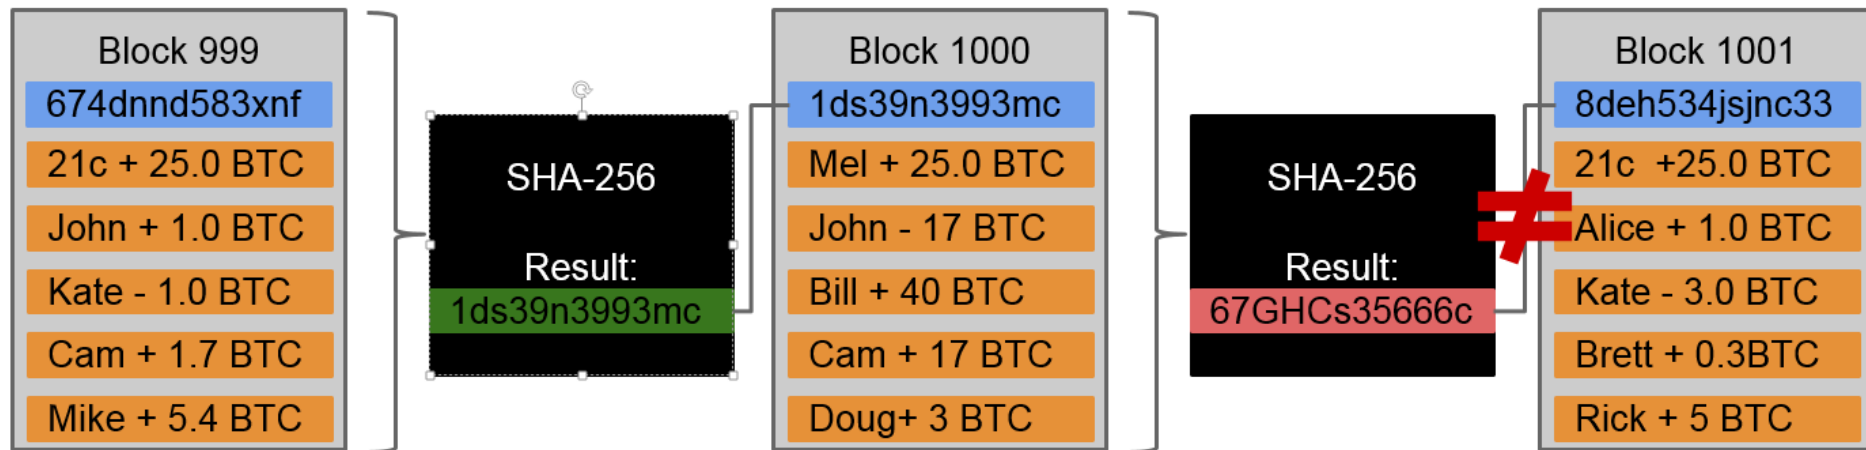 Block 999
674dnnd583xnf
21c + 25.0 BTC
John + 1.0 BTC
Kate - 1.0 BTC
Cam + 1.7 BTC
Mike + 5.4 BTC
SHA-256
Result:
1ds39n3993mc
Block 1000
1ds39n3993mc
Mel + 25.0 BTC
John - 17 BTC
Bill + 40 BTC
Cam + 17 BTC
Doug+ 3 BTC
SHA-256
Result:
67GHCs35666c
≠
Block 1001
8deh534jsjnc33
21c  +25.0 BTC
Alice + 1.0 BTC
Kate - 3.0 BTC
Brett + 0.3BTC
Rick + 5 BTC